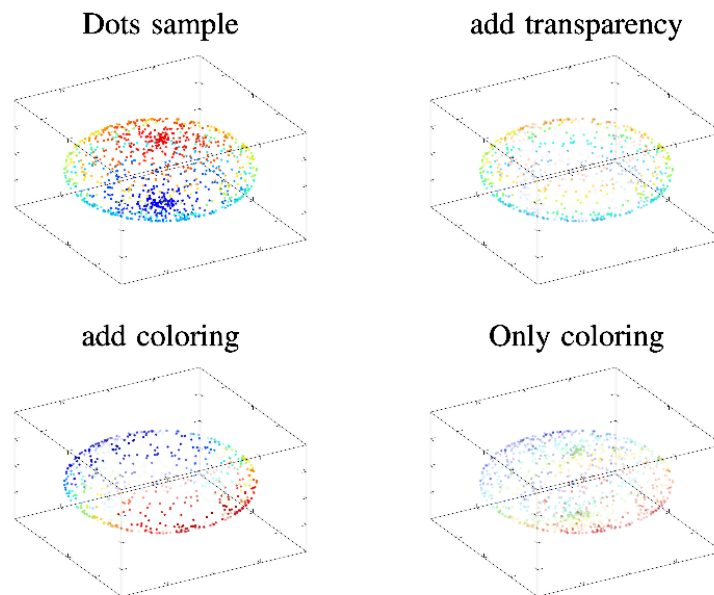 Dots sample
add transparency
add coloring
Only coloring